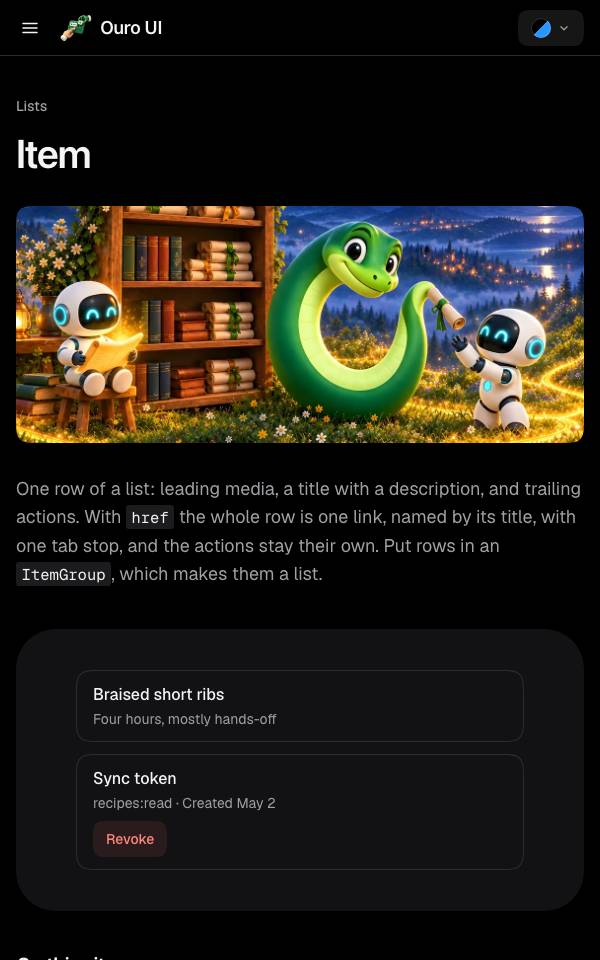 Ouro UI
Lists
Item
One row of a list: leading media, a title with a description, and trailing
actions. With href the whole row is one link, named by its title, with
one tab stop, and the actions stay their own. Put rows in an
ItemGroup, which makes them a list.
Braised short ribs
Four hours, mostly hands-off
Sync token
recipes:read · Created May 2
Revoke